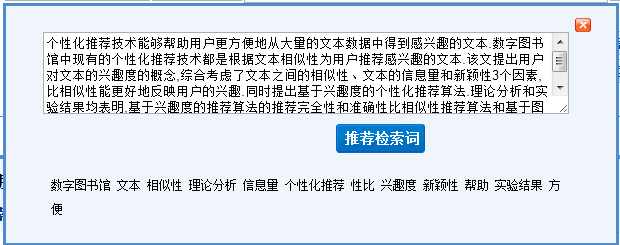 个性化推荐技术能够帮助用户更方便地从大量的文本数据中得到感兴趣的文本.数字图书
馆中现有的个性化推荐技术都是根据文本相似性为用户推荐感兴趣的文本.该文提出用户
对文本的兴趣度的概念,综合考虑了文本之间的相似性、文本的信息量和新颖性3个因素,
比相似性能更好地反映用户的兴趣.同时提出基于兴趣度的个性化推荐算法.理论分析和实
验结果均表明,基于兴趣度的推荐算法的推荐完全性和准确性比相似性推荐算法和基于图
推荐检索词
数字图书馆 文本 相似性 理论分析 信息量 个性化推荐 性比 兴趣度 新颖性 帮助 实验结果 方
便